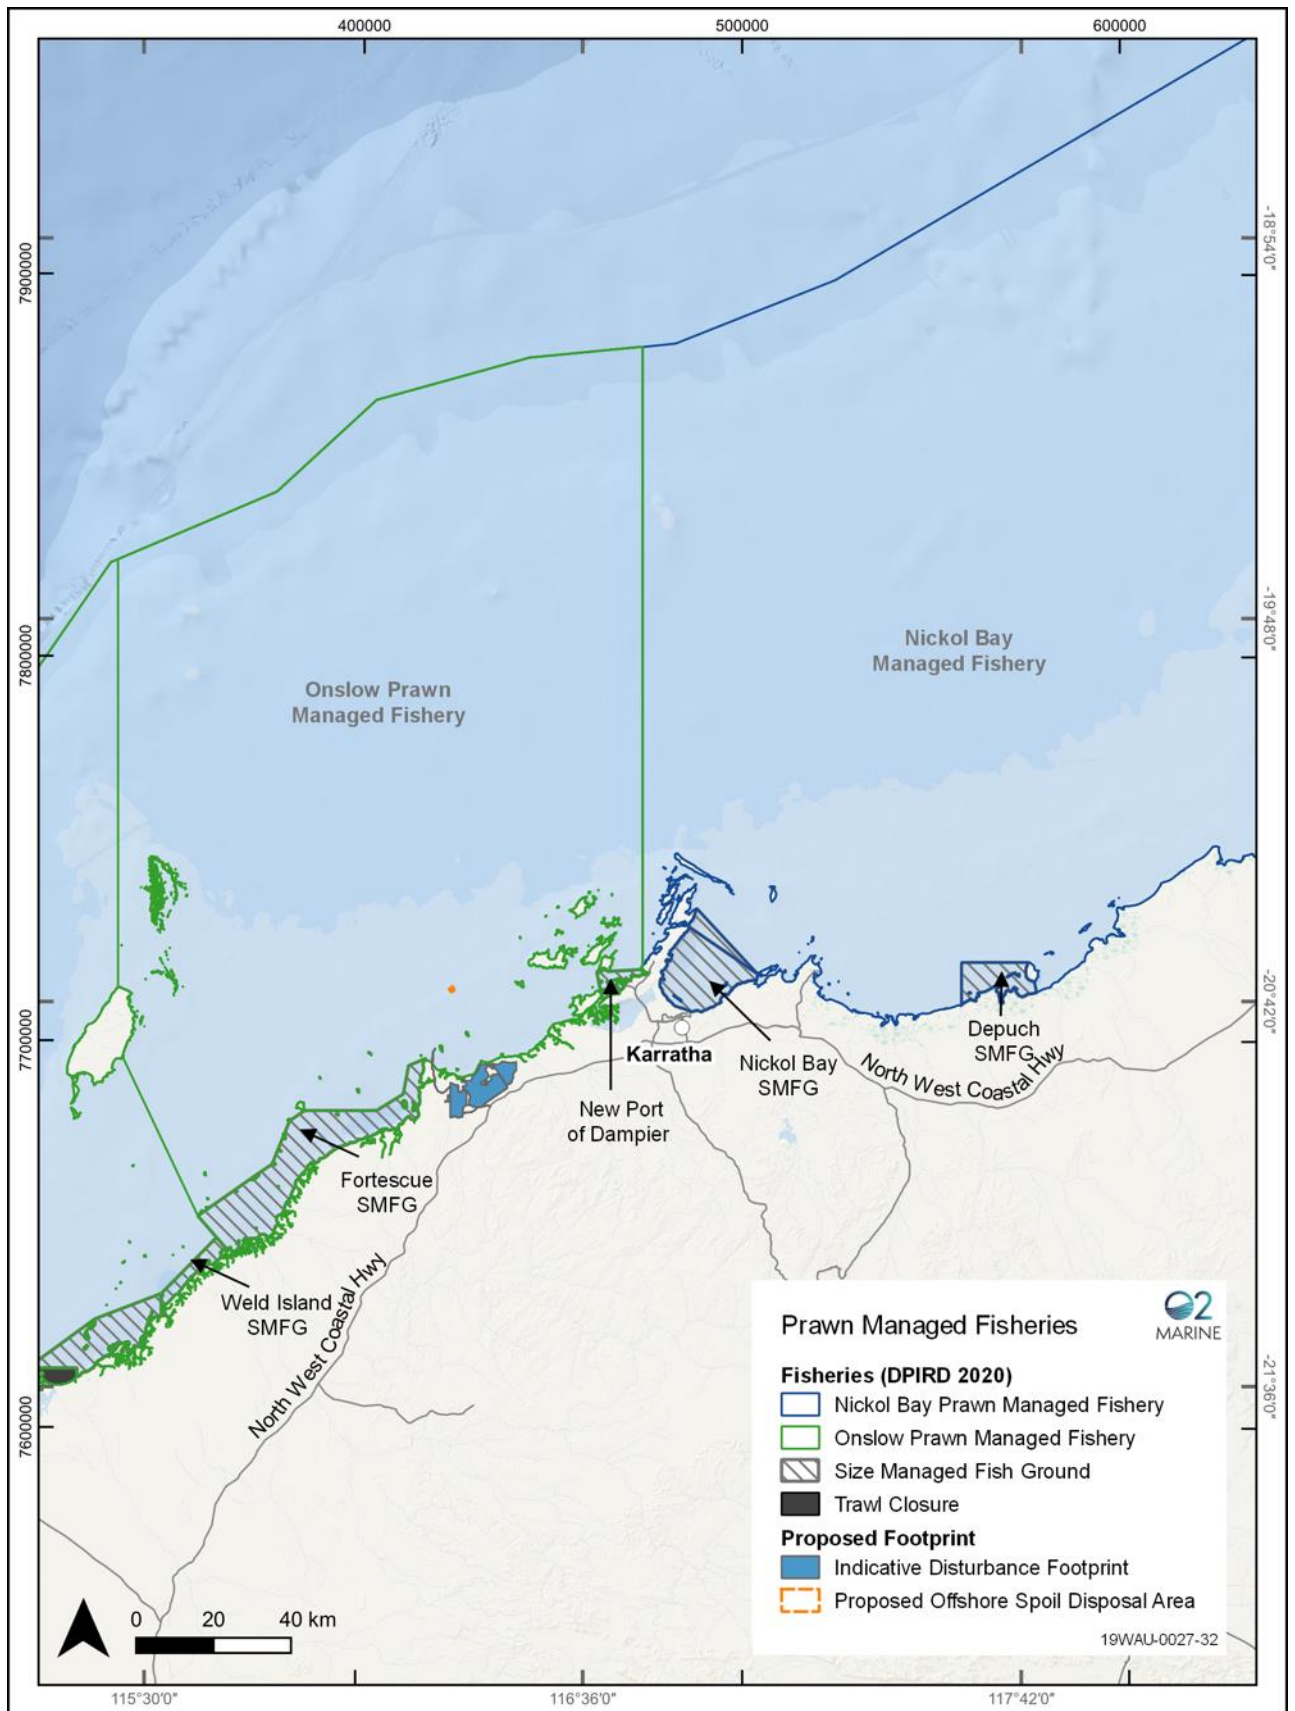 400000
500000
600000
7900000
-18°54'0"
7800000
-19°48'0"
Nickol Bay
Managed Fishery
Onslow Prawn
Managed Fishery
7700000
-20°42'0"
Karratha
Depuch
SMFG
Nickol Bay
SMFG
North West Coastal Hwy
New Port
of Dampier
Fortescue
SMFG
Weld Island
SMFG
North West Coastal Hwy
7600000
-21°36'0"
Prawn Managed Fisheries
O2
MARINE
Fisheries (DPIRD 2020)
Nickol Bay Prawn Managed Fishery
Onslow Prawn Managed Fishery
Size Managed Fish Ground
Trawl Closure
Proposed Footprint
Indicative Disturbance Footprint
Proposed Offshore Spoil Disposal Area
19WAU-0027-32
0 20 40 km
115°30'0"
116°36'0"
117°42'0"